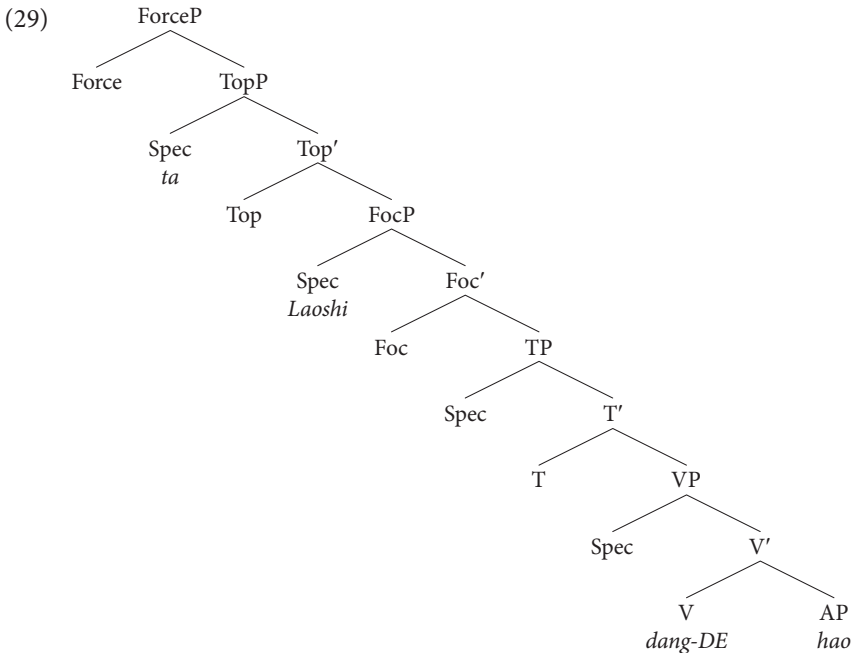 (29) ForceP
Force TopP
Spec Top′
ta
Top FocP
Spec Foc′
Laoshi
Foc TP
Spec T′
T VP
Spec V′
V AP
dang-DE hao